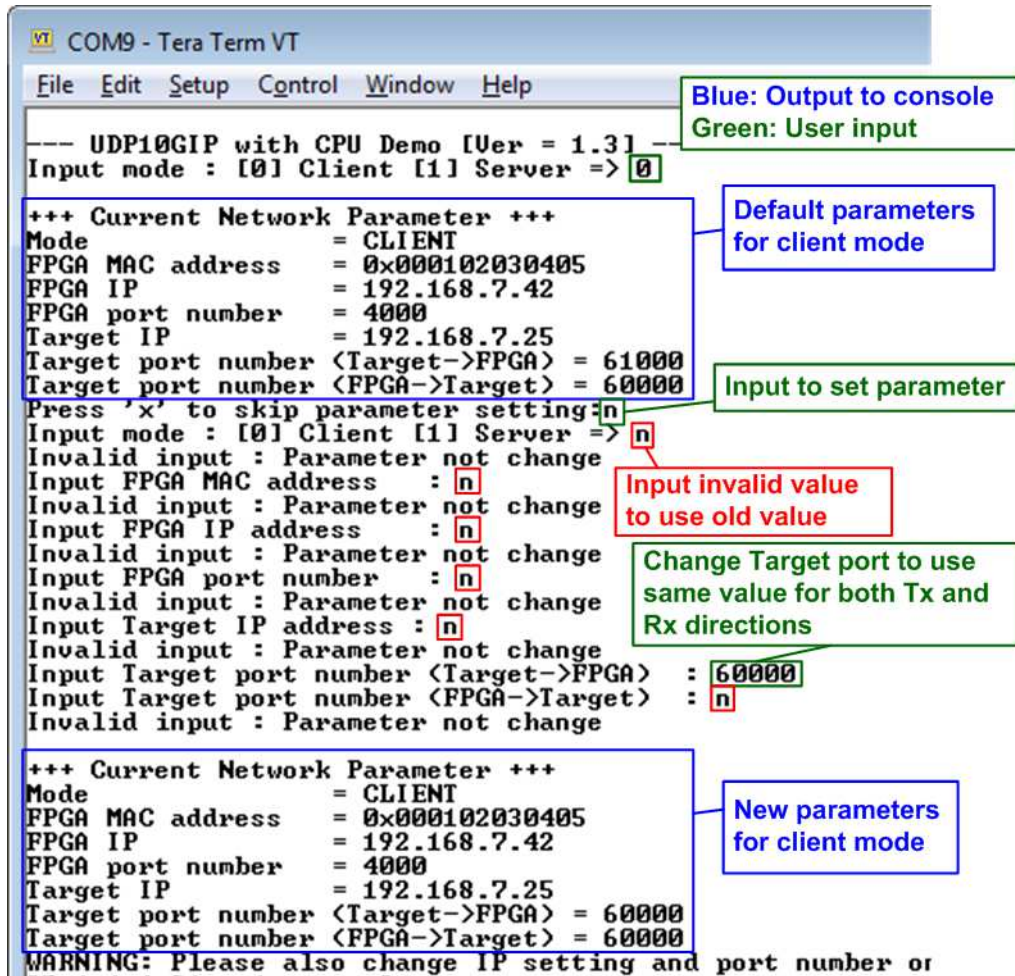 COM9 - Tera Term VT
File Edit Setup Control Window Help
Blue: Output to console
Green: User input
--- UDP10GIP with CPU Demo [Ver = 1.3] --
Input mode : [0] Client [1] Server => 0
+++ Current Network Parameter +++
Mode = CLIENT
FPGA MAC address = 0x000102030405
FPGA IP = 192.168.7.42
FPGA port number = 4000
Target IP = 192.168.7.25
Target port number (Target->FPGA) = 61000
Target port number (FPGA->Target) = 60000
Default parameters
for client mode
Press 'x' to skip parameter setting:n
Input to set parameter
Input mode : [0] Client [1] Server => n
Invalid input : Parameter not change
Input FPGA MAC address : n
Invalid input : Parameter not change
Input FPGA IP address : n
Invalid input : Parameter not change
Input FPGA port number : n
Invalid input : Parameter not change
Input Target IP address : n
Invalid input : Parameter not change
Input Target port number (Target->FPGA) : 60000
Input Target port number (FPGA->Target) : n
Invalid input : Parameter not change
Input invalid value
to use old value
Change Target port to use
same value for both Tx and
Rx directions
+++ Current Network Parameter +++
Mode = CLIENT
FPGA MAC address = 0x000102030405
FPGA IP = 192.168.7.42
FPGA port number = 4000
Target IP = 192.168.7.25
Target port number (Target->FPGA) = 60000
Target port number (FPGA->Target) = 60000
New parameters
for client mode
WARNING: Please also change IP setting and port number or